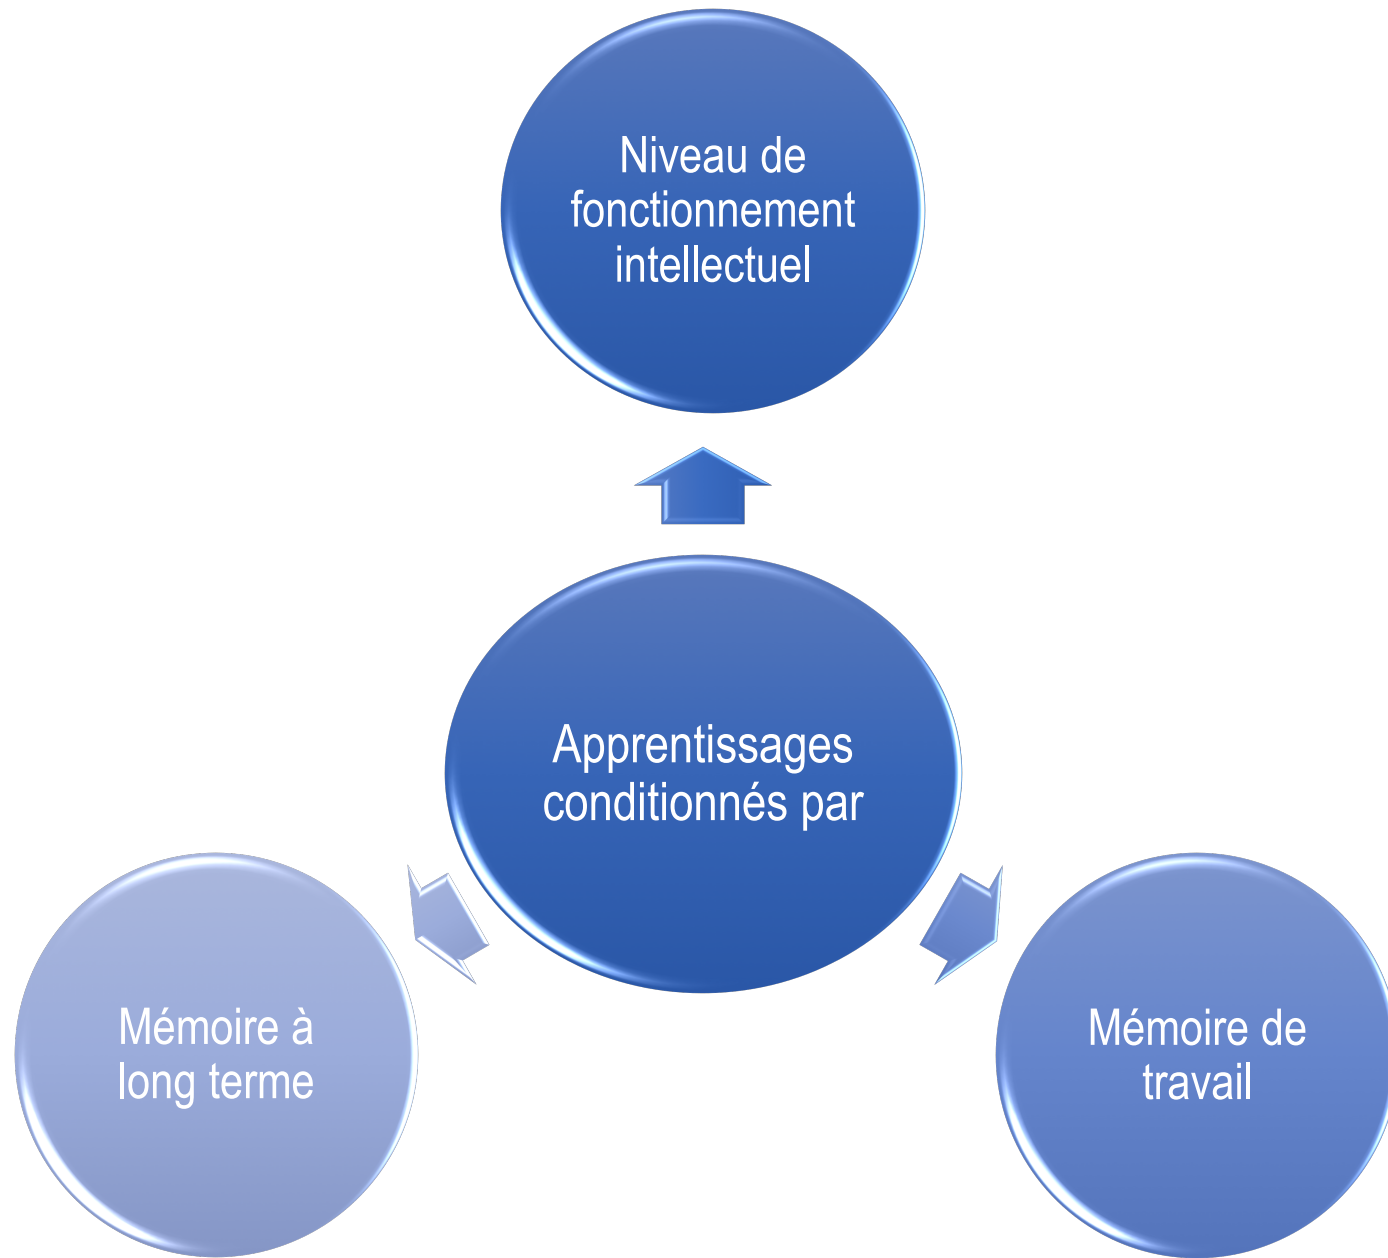 Niveau de
fonctionnement
intellectuel
Apprentissages
conditionnés par
Mémoire à
long terme
Mémoire de
travail